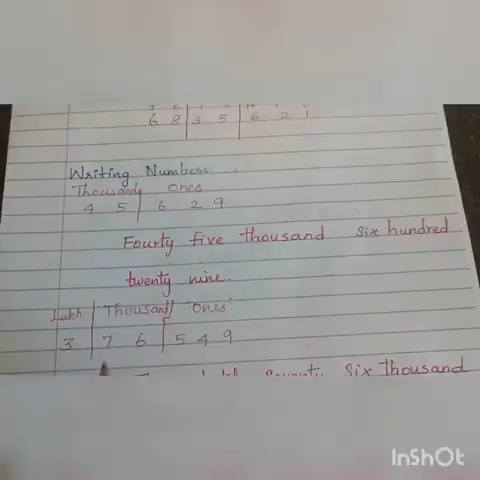 6 8 3 5 6 2 1
Writing Numbers.
Thousands Ones
4 5 6 2 9
Fourty five thousand six hundred
twenty nine.
Lakh Thousand Ones
3 7 6 5 4 9
six thousand
InShOt